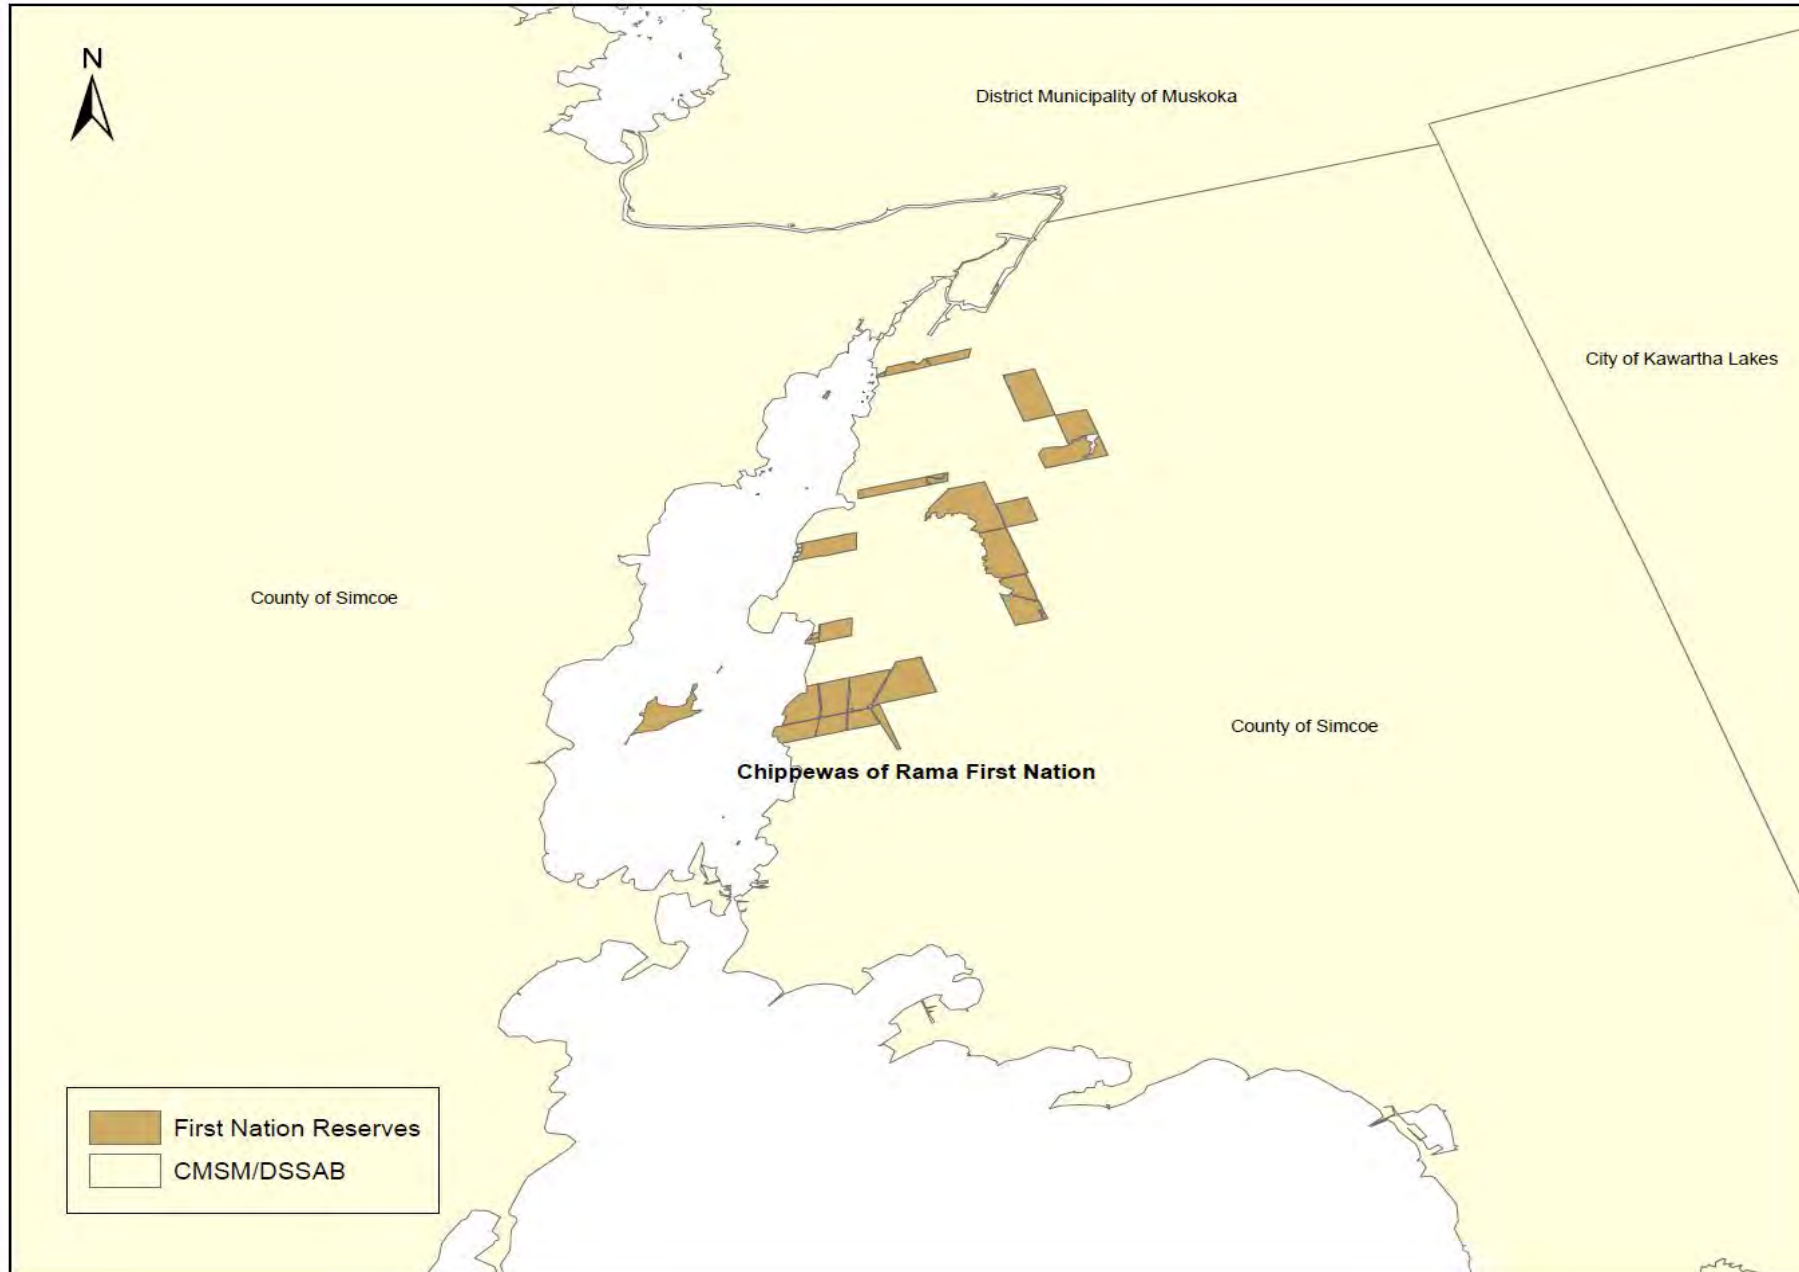 N
District Municipality of Muskoka
City of Kawartha Lakes
County of Simcoe
County of Simcoe
Chippewas of Rama First Nation
First Nation Reserves
CMSM/DSSAB